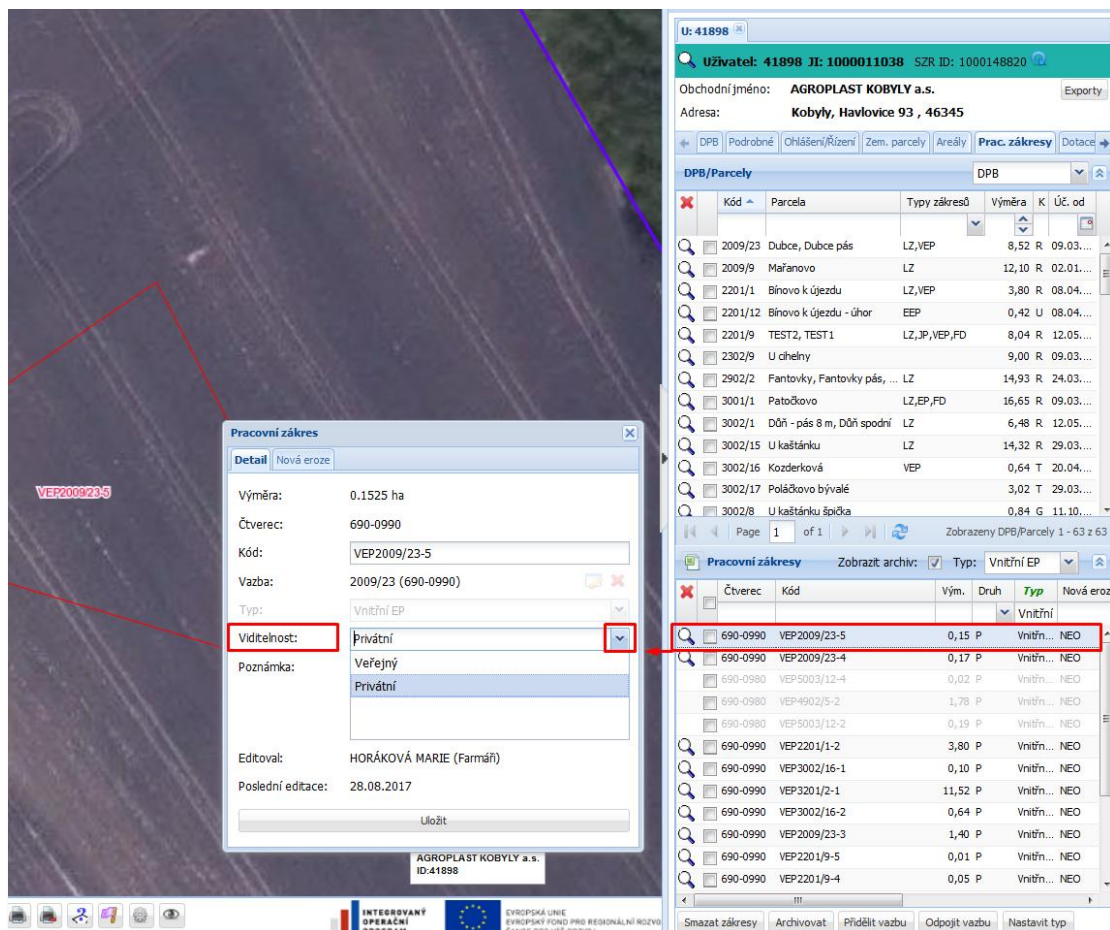 U: 41898
Uživatel: 41898 JI: 1000011038 SZR ID: 1000148820
Obchodní jméno: AGROPLAST KOBYLY a.s. Exporty
Adresa: Kobyly, Havlovice 93 , 46345
DPB Podrobné Ohlášení/Řízení Zem. parcely Areály Prac. zákresy Dotace
DPB/Parcely DPB
Kód Parcela Typy zákresů Výměra K Úč. od
2009/23 Dubce, Dubce pás LZ,VEP 8,52 R 09.03....
2009/9 Mařanovo LZ 12,10 R 02.01....
2201/1 Bínovo k újezdu LZ,VEP 3,80 R 08.04....
2201/12 Bínovo k újezdu - úhor EEP 0,42 U 08.04....
2201/9 TEST2, TEST1 LZ,JP,VEP,FD 8,04 R 12.05....
2302/9 U cihelny 9,00 R 09.03....
2902/2 Fantovky, Fantovky pás, ... LZ 14,93 R 24.03....
3001/1 Patočkovo LZ,EP,FD 16,65 R 09.03....
3002/1 Důň - pás 8 m, Důň spodní LZ 6,48 R 12.05....
3002/15 U kaštánku LZ 14,32 R 29.03....
3002/16 Kozderková VEP 0,64 T 20.04....
3002/17 Poláčkovo bývalé 3,02 T 29.03....
3002/8 U kaštánku špička 0,84 G 11.10....
Page 1 of 1 Zobrazeny DPB/Parcely 1 - 63 z 63
Pracovní zákresy Zobrazit archiv: Typ: Vnitřní EP
Čtverec Kód Vým. Druh Typ Nová eroz
Vnitřní
690-0990 VEP2009/23-5 0,15 P Vnitřn... NEO
690-0990 VEP2009/23-4 0,17 P Vnitřn... NEO
690-0980 VEP5003/12-4 0,02 P Vnitřn... NEO
690-0990 VEP4902/5-2 1,78 P Vnitřn... NEO
690-0980 VEP5003/12-2 0,19 P Vnitřn... NEO
690-0990 VEP2201/1-2 3,80 P Vnitřn... NEO
690-0990 VEP3002/16-1 0,10 P Vnitřn... NEO
690-0990 VEP3201/2-1 11,52 P Vnitřn... NEO
690-0990 VEP3002/16-2 0,64 P Vnitřn... NEO
690-0990 VEP2009/23-3 1,40 P Vnitřn... NEO
690-0990 VEP2201/9-5 0,01 P Vnitřn... NEO
690-0990 VEP2201/9-4 0,05 P Vnitřn... NEO
Smazat zákresy Archivovat Přidělit vazbu Odpojit vazbu Nastavit typ
VEP2009/23-5
Pracovní zákres
Detail Nová eroze
Výměra: 0.1525 ha
Čtverec: 690-0990
Kód: VEP2009/23-5
Vazba: 2009/23 (690-0990)
Typ: Vnitřní EP
Viditelnost: Privátní
Veřejný
Poznámka:
Privátní
Editoval: HORÁKOVÁ MARIE (Farmáři)
Poslední editace: 28.08.2017
Uložit
AGROPLAST KOBYLY a.s.
ID:41898
INTEGROVANÝ
OPERAČNÍ
EVROPSKÁ UNIE
EVROPSKÝ FOND PRO REGIONÁLNÍ ROZVO